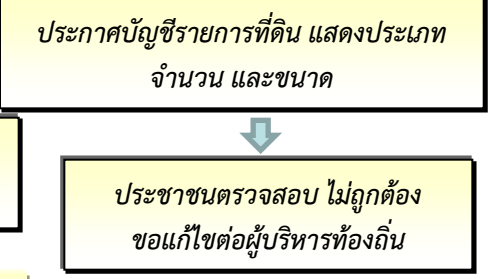 ประกาศบัญชีรายการที่ดิน แสดงประเภท
จำนวน และขนาด
ประชาชนตรวจสอบ ไม่ถูกต้อง
ขอแก้ไขต่อผู้บริหารท้องถิ่น